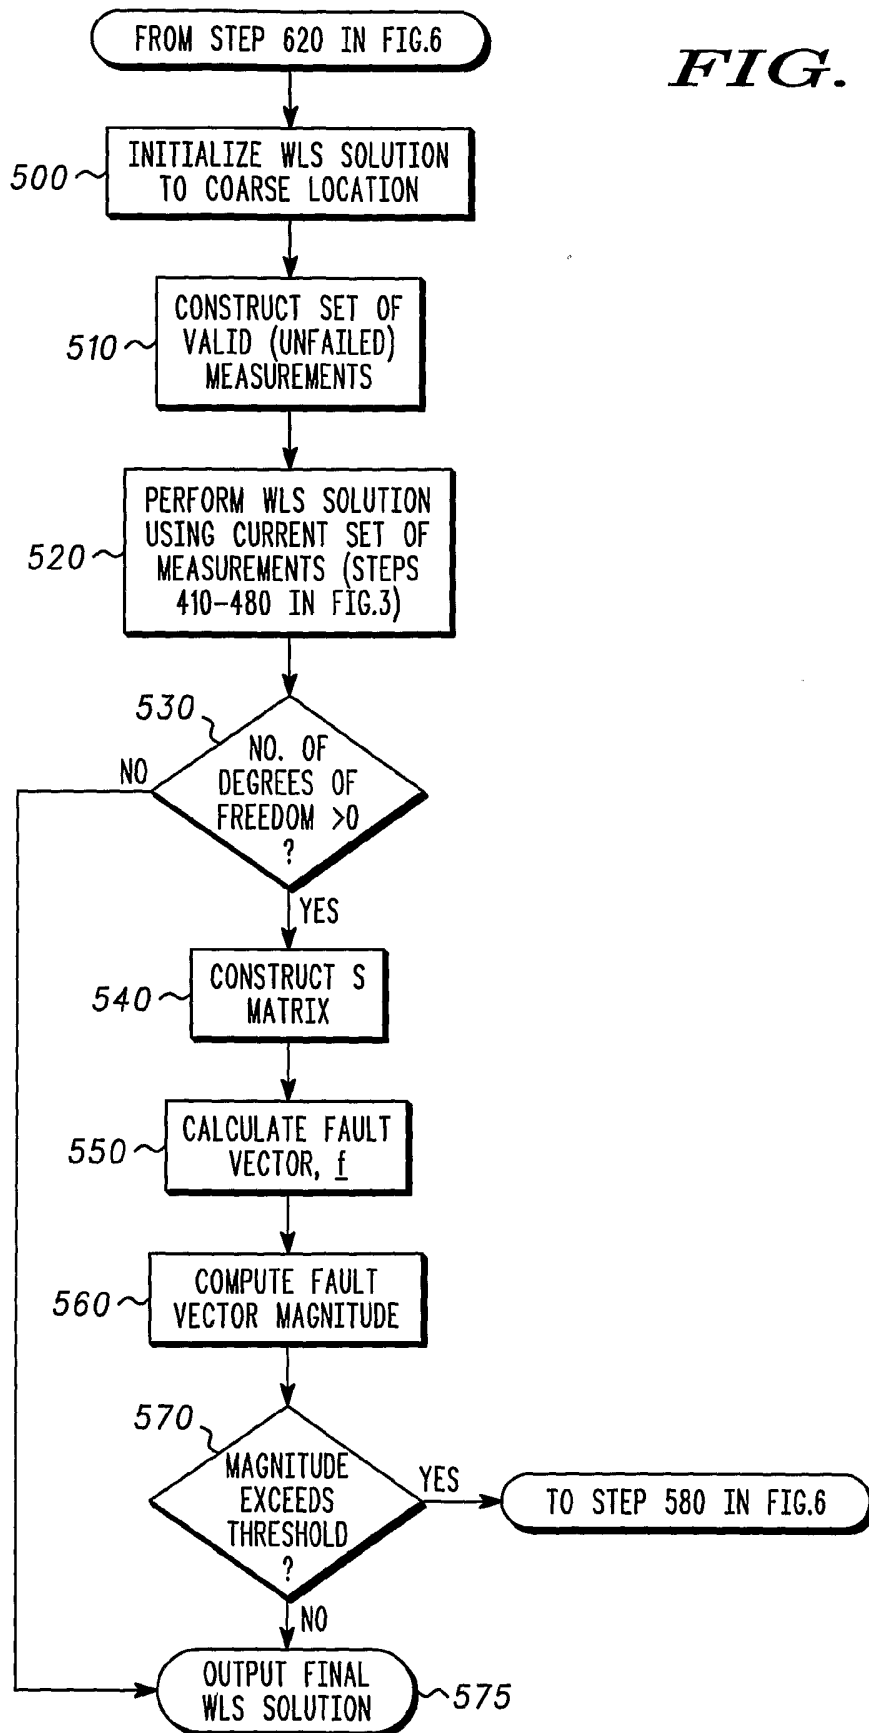 FROM STEP 620 IN FIG.6
FIG.
500
INITIALIZE WLS SOLUTION
TO COARSE LOCATION
510
CONSTRUCT SET OF
VALID (UNFAILED)
MEASUREMENTS
520
PERFORM WLS SOLUTION
USING CURRENT SET OF
MEASUREMENTS (STEPS
410-480 IN FIG.3)
530
NO
NO. OF
DEGREES OF
FREEDOM >0
?
YES
540
CONSTRUCT S
MATRIX
550
CALCULATE FAULT
VECTOR, f
560
COMPUTE FAULT
VECTOR MAGNITUDE
570
MAGNITUDE
EXCEEDS
THRESHOLD
?
YES
TO STEP 580 IN FIG.6
NO
OUTPUT FINAL
WLS SOLUTION
575